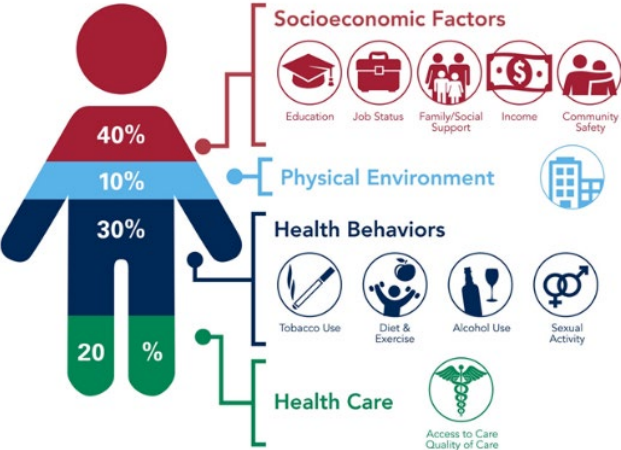 Socioeconomic Factors
Education
Job Status
Family/Social
Support
Income
Community
Safety
40%
10%
Physical Environment
30%
Health Behaviors
Tobacco Use
Diet &
Exercise
Alcohol Use
Sexual
Activity
20 %
Health Care
Access to Care
Quality of Care